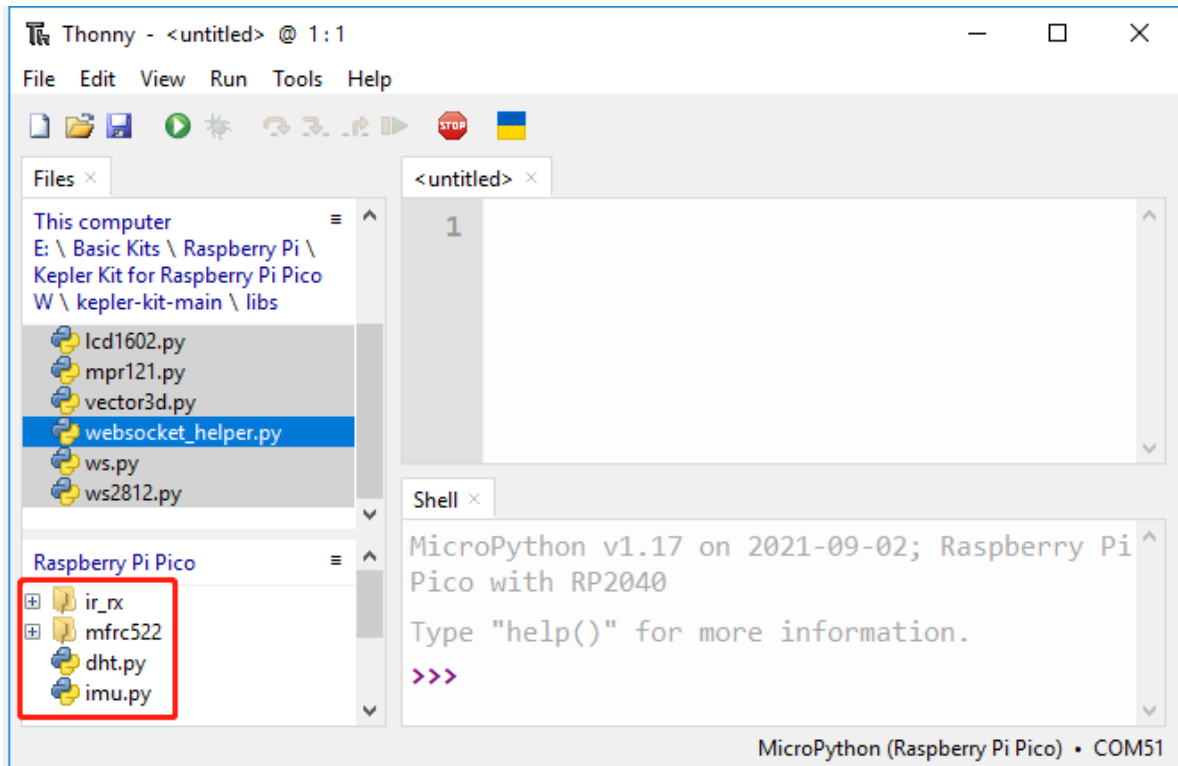 Thonny - <untitled> @ 1:1
File Edit View Run Tools Help
STOP
Files
<untitled>
This computer
E: \ Basic Kits \ Raspberry Pi \
Kepler Kit for Raspberry Pi Pico
W \ kepler-kit-main \ libs
lcd1602.py
mpr121.py
vector3d.py
websocket_helper.py
ws.py
ws2812.py
1
Raspberry Pi Pico
ir_rx
mfrc522
dht.py
imu.py
Shell
MicroPython v1.17 on 2021-09-02; Raspberry Pi
Pico with RP2040
Type "help()" for more information.
>>>
MicroPython (Raspberry Pi Pico) • COM51